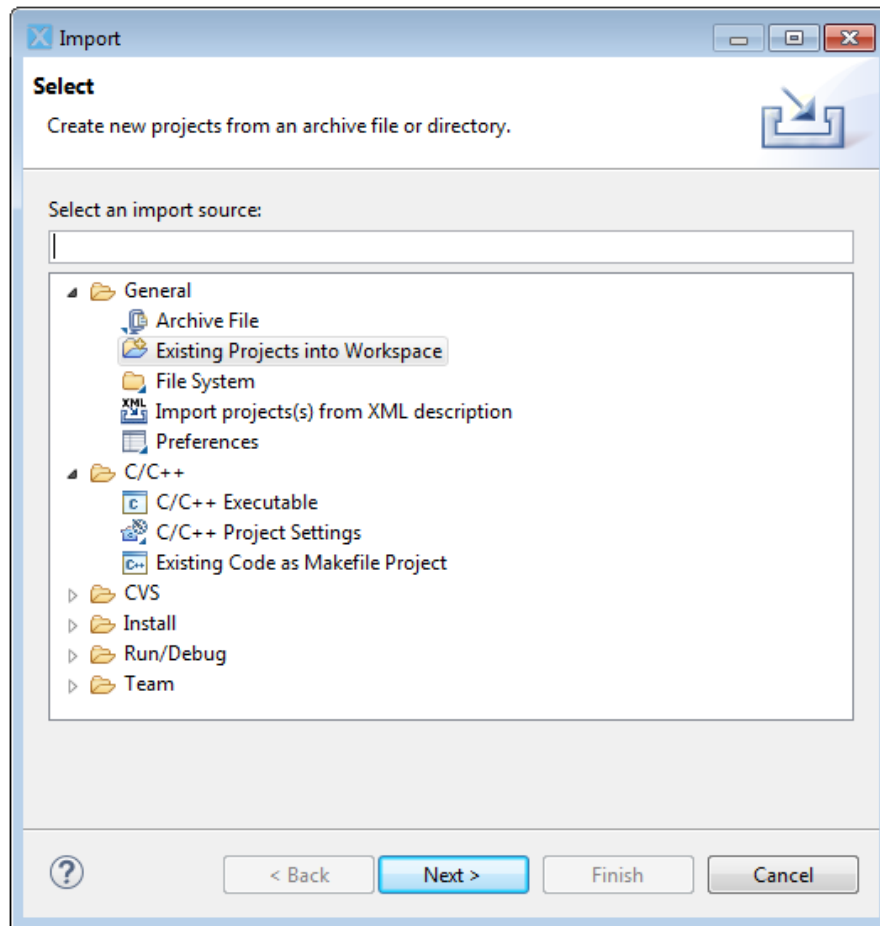 Import
Select
Create new projects from an archive file or directory.
Select an import source:
General
Archive File
Existing Projects into Workspace
File System
XML
Import projects(s) from XML description
Preferences
C/C++
C
C/C++ Executable
C/C++ Project Settings
C++
Existing Code as Makefile Project
CVS
Install
Run/Debug
Team
?
< Back
Next >
Finish
Cancel